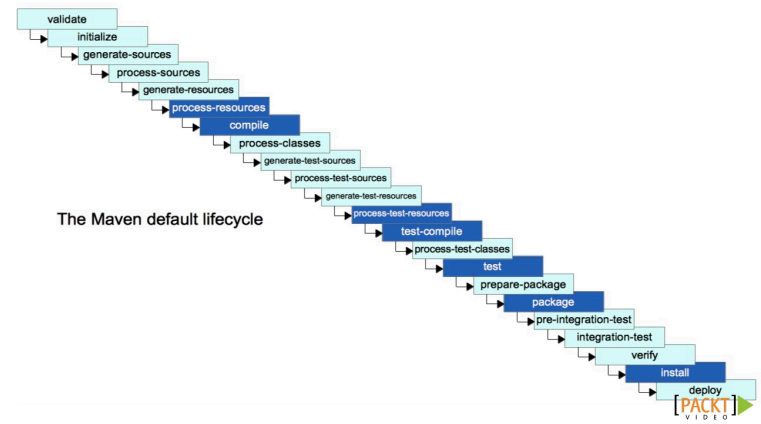 validate
initialize
generate-sources
process-sources
generate-resources
process-resources
compile
process-classes
generate-test-sources
process-test-sources
generate-test-resources
process-test-resources
The Maven default lifecycle
test-compile
process-test-classes
test
prepare-package
package
pre-integration-test
integration-test
verify
install
deploy
[PACKT]
VIDEO